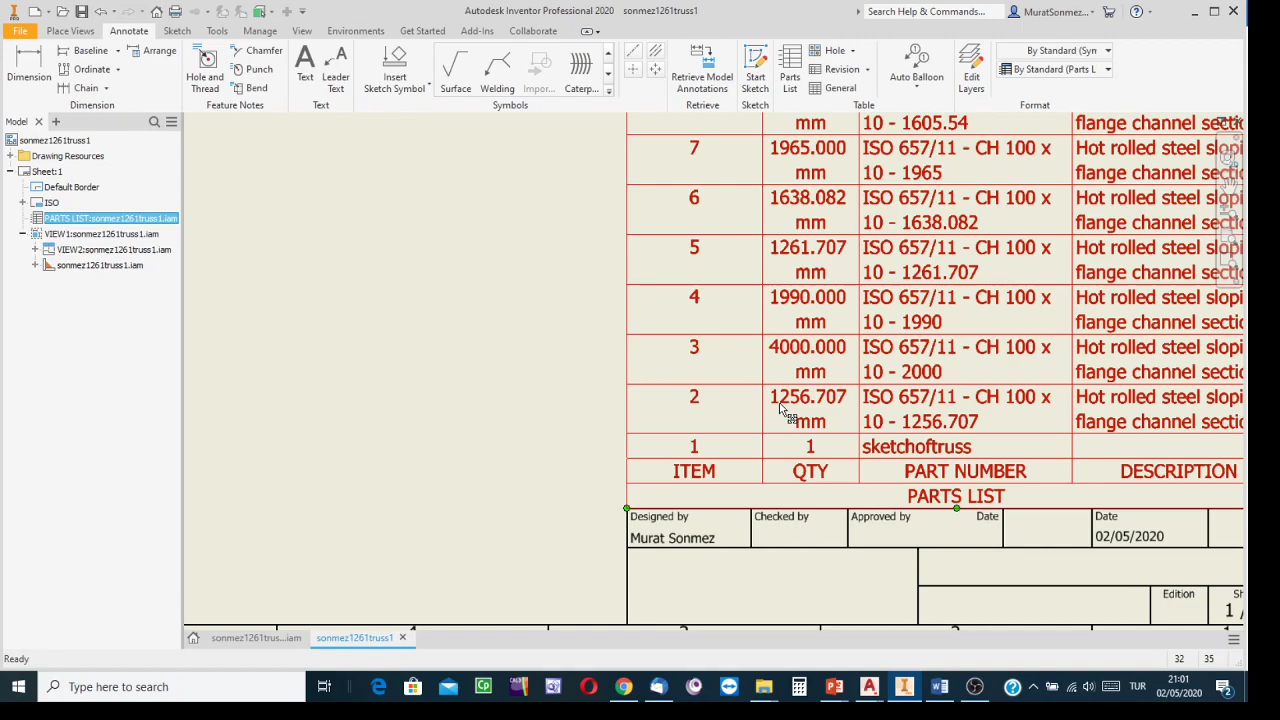 Autodesk Inventor Professional 2020 sonmez1261truss1
Search Help & Commands...
MuratSonmez...
File Place Views Annotate Sketch Tools Manage View Environments Get Started Add-Ins Collaborate
Dimension
Baseline
Ordinate
Chain
Arrange
Dimension
Hole and Thread
Chamfer
Punch
Bend
Feature Notes
Text
Leader Text
Text
Insert Sketch Symbol
Surface
Welding
Impor...
Caterp...
Symbols
Retrieve Model Annotations
Retrieve
Start Sketch
Sketch
Parts List
Hole
Revision
General
Table
Auto Balloon
Edit Layers
By Standard (Syn
By Standard (Parts L
Format
Model
sonmez1261truss1
Drawing Resources
Sheet:1
Default Border
ISO
PARTS LIST:sonmez1261truss1.iam
VIEW1:sonmez1261truss1.iam
VIEW2:sonmez1261truss1.iam
sonmez1261truss1.iam
mm 10 - 1605.54 flange channel secti
7 1965.000 ISO 657/11 - CH 100 x Hot rolled steel slopi
mm 10 - 1965 flange channel secti
6 1638.082 ISO 657/11 - CH 100 x Hot rolled steel slopi
mm 10 - 1638.082 flange channel secti
5 1261.707 ISO 657/11 - CH 100 x Hot rolled steel slopi
mm 10 - 1261.707 flange channel secti
4 1990.000 ISO 657/11 - CH 100 x Hot rolled steel slopi
mm 10 - 1990 flange channel sectio
3 4000.000 ISO 657/11 - CH 100 x Hot rolled steel slopi
mm 10 - 2000 flange channel sectio
2 1256.707 ISO 657/11 - CH 100 x Hot rolled steel slopi
mm 10 - 1256.707 flange channel sectio
1 1 sketchoftruss
ITEM QTY PART NUMBER DESCRIPTION
PARTS LIST
Designed by Checked by Approved by Date Date
Murat Sonmez 02/05/2020
Edition Sh
1 /
sonmez1261trus....iam sonmez1261truss1
Ready
32 35
Type here to search
TUR
21:01
02/05/2020
2